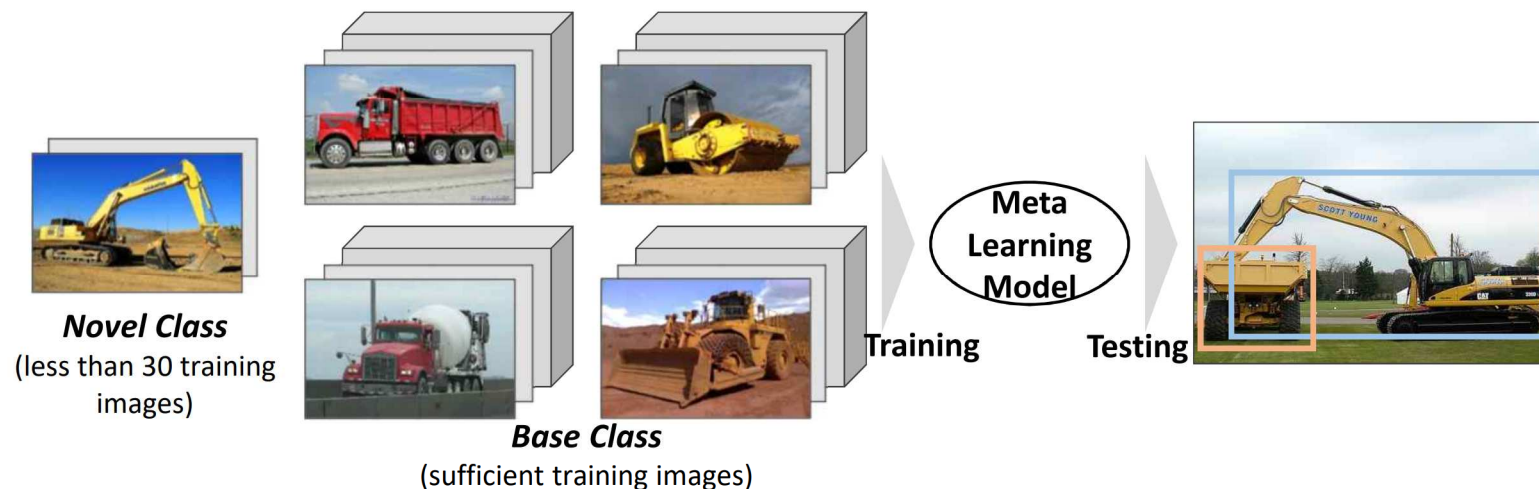 Novel Class
(less than 30 training
images)
Base Class
(sufficient training images)
Training
Meta
Learning
Model
Testing
SCOTT YOUNG
CAT